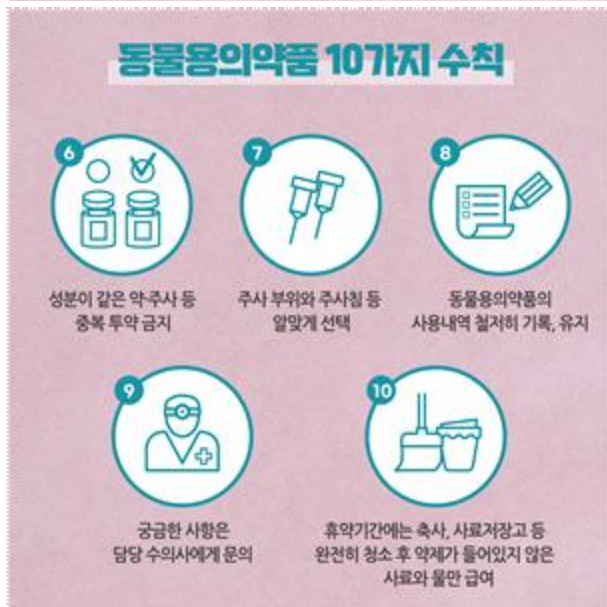 동물용의약품 10가지 수칙
6
성분이 같은 약·주사 등
중복 투약 금지
7
주사 부위와 주사침 등
알맞게 선택
8
동물용의약품의
사용내역 철저히 기록, 유지
9
궁금한 사항은
담당 수의사에게 문의
10
휴약기간에는 축사, 사료저장고 등
완전히 청소 후 약제가 들어있지 않은
사료와 물만 급여